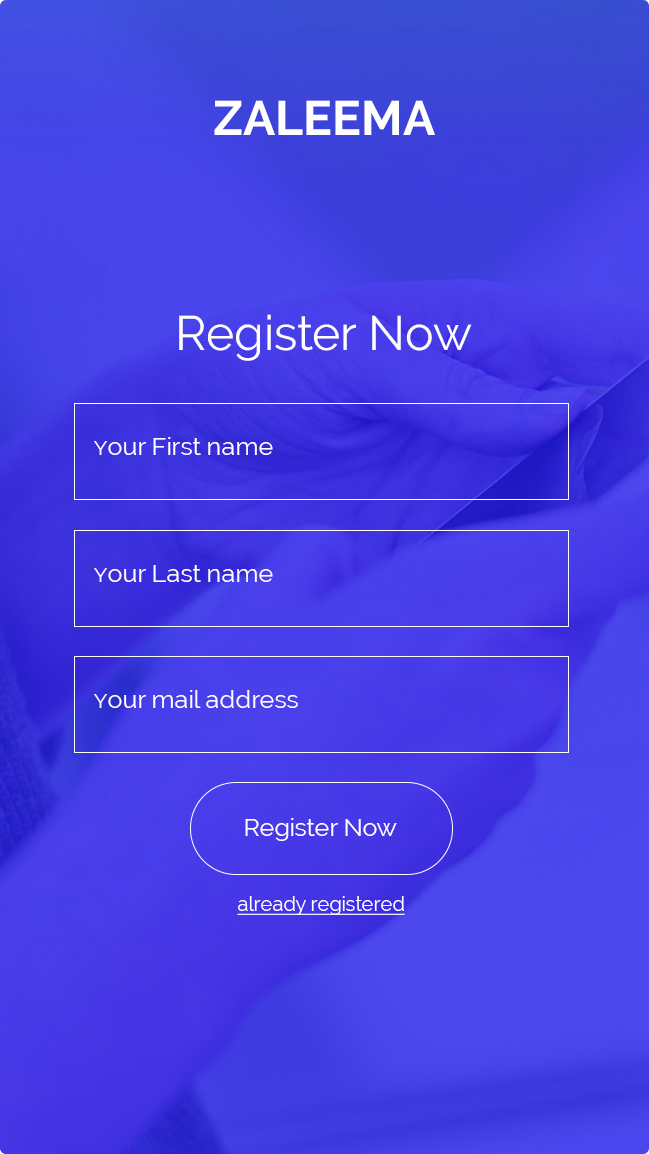 ZALEEMA
Register Now
Your First name
Your Last name
Your mail address
Register Now
already registered